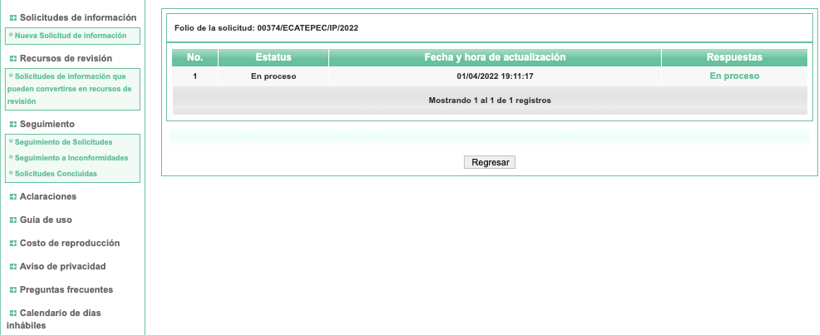 Solicitudes de información
Nueva Solicitud de información
Recursos de revisión
Solicitudes de información que
pueden convertirse en recursos de
revisión
Seguimiento
Seguimiento de Solicitudes
Seguimiento a Inconformidades
Solicitudes Concluidas
Aclaraciones
Guía de uso
Costo de reproducción
Aviso de privacidad
Preguntas frecuentes
Calendario de días
inhábiles
Folio de la solicitud: 00374/ECATEPEC/IP/2022
No. Estatus Fecha y hora de actualización Respuestas
1 En proceso 01/04/2022 19:11:17 En proceso
Mostrando 1 al 1 de 1 registros
Regresar